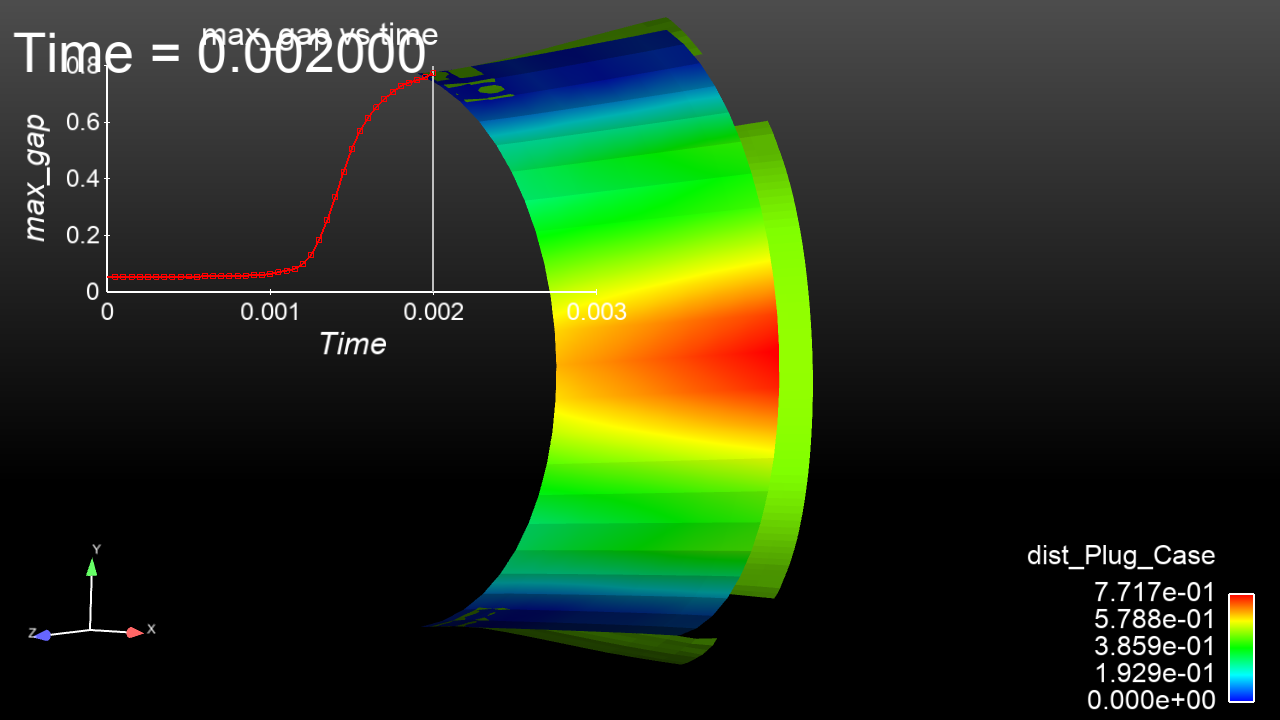 max_gap vs time
Time = 0.002000
0.8
0.6
0.4
0.2
0
max_gap
0 0.001 0.002 0.003
Time
Y
Z X
dist_Plug_Case
7.717e-01
5.788e-01
3.859e-01
1.929e-01
0.000e+00